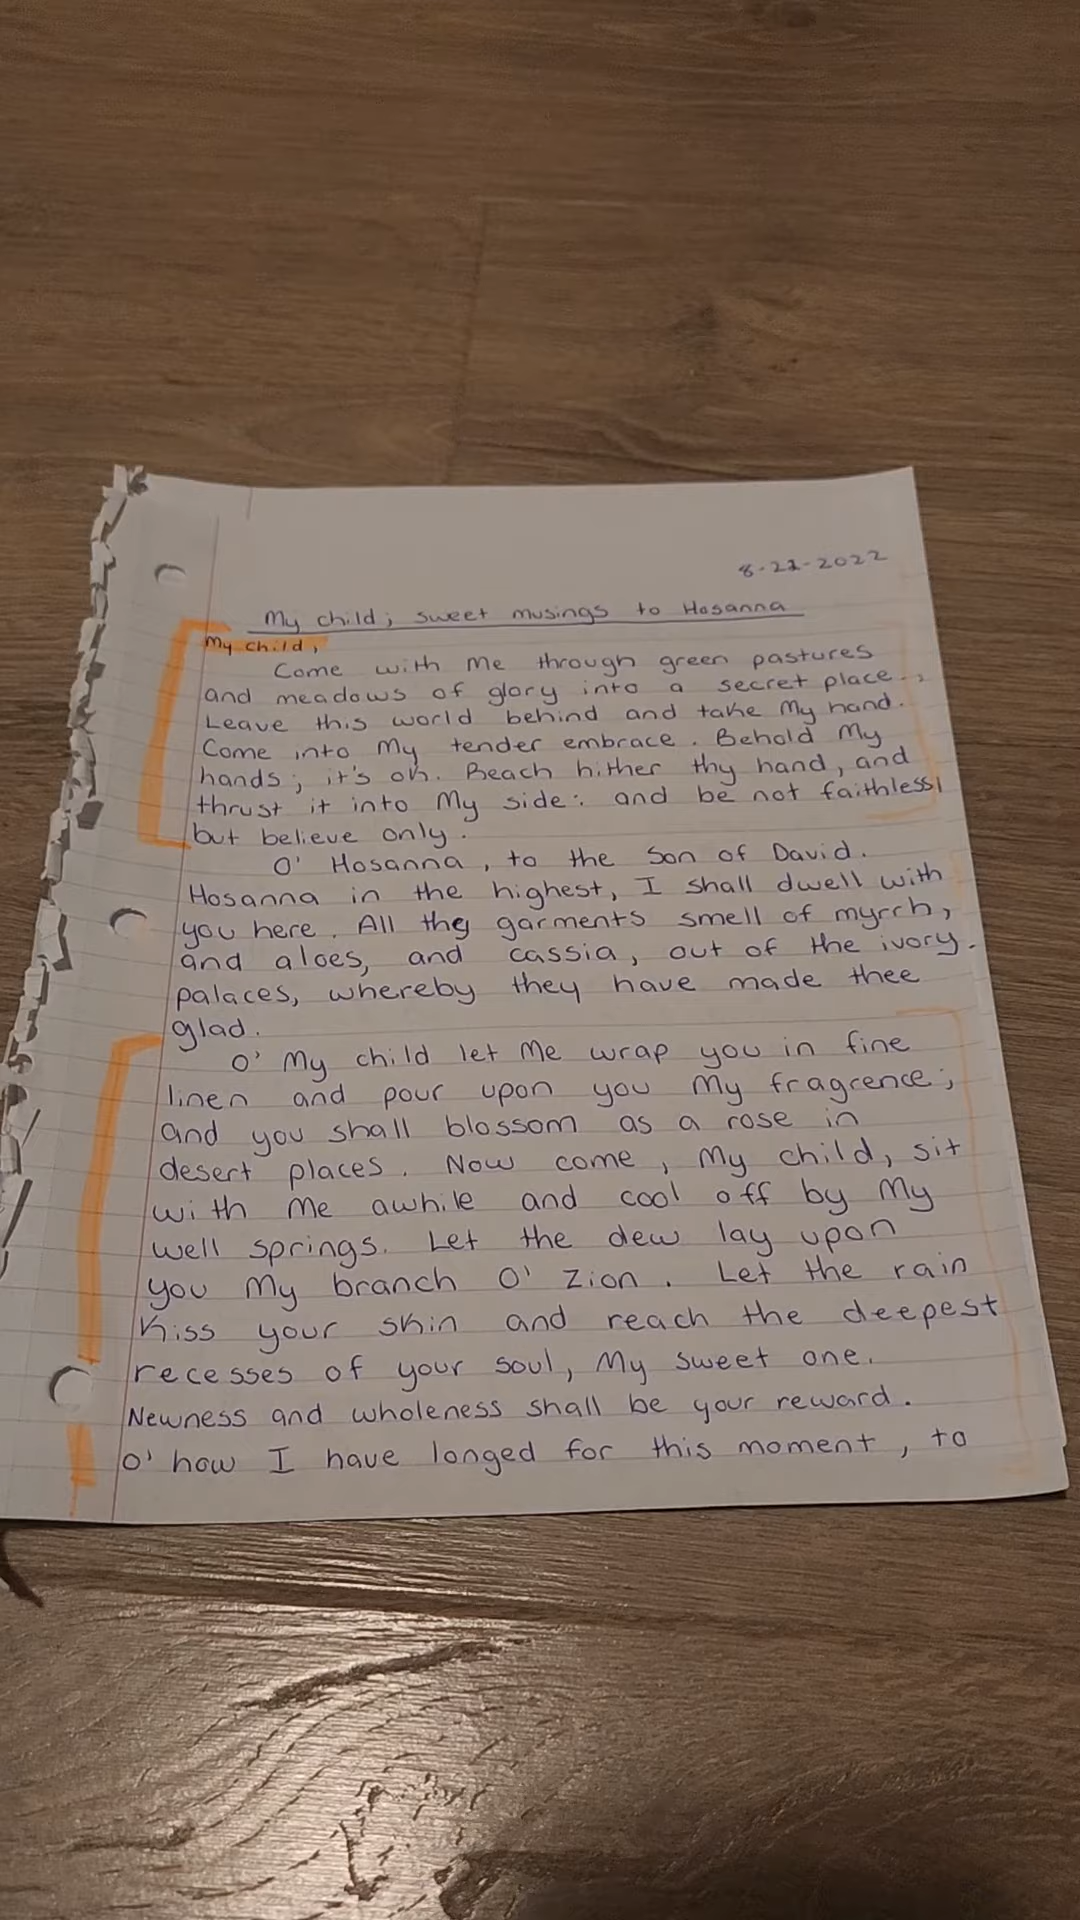 8-22-2022
My child; sweet musings to Hosanna
My child,
Come with Me through green pastures
and meadows of glory into a secret place.
Leave this world behind and take My hand.
Come into My tender embrace. Behold My
hands; it's ok. Reach hither thy hand, and
thrust it into My side: and be not faithless,
but believe only.
O' Hosanna, to the Son of David.
Hosanna in the highest, I shall dwell with
you here. All thy garments smell of myrrh,
and aloes, and cassia, out of the ivory
palaces, whereby they have made thee
glad.
O' My child let Me wrap you in fine
linen and pour upon you My fragrence;
and you shall blossom as a rose in
desert places. Now come, My child, sit
with Me awhile and cool off by My
well springs. Let the dew lay upon
you My branch O' Zion. Let the rain
Kiss your skin and reach the deepest
recesses of your soul, My sweet one.
Newness and wholeness shall be your reward.
O' how I have longed for this moment, to